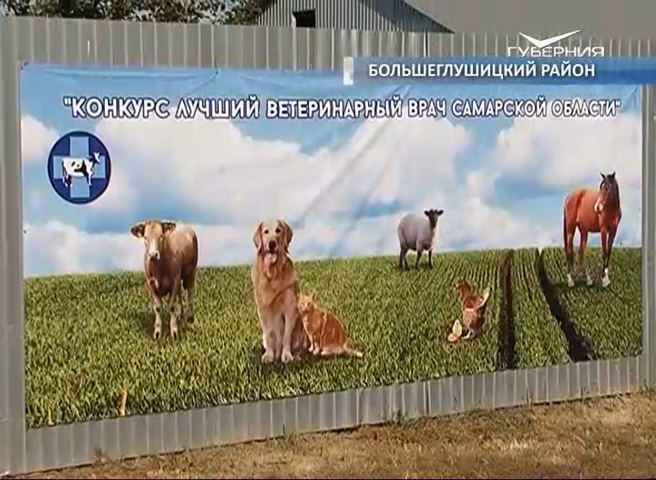 ГУБЕРНИЯ
БОЛЬШЕГЛУШИЦКИЙ РАЙОН
"КОНКУРС ЛУЧШИЙ ВЕТЕРИНАРНЫЙ ВРАЧ САМАРСКОЙ ОБЛАСТИ"